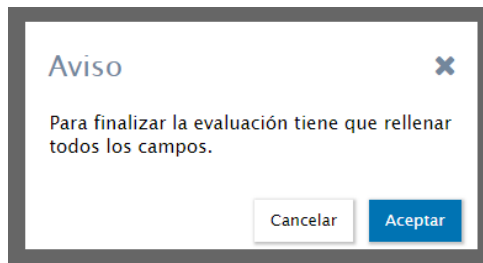 Aviso
Para finalizar la evaluación tiene que rellenar
todos los campos.
Cancelar
Aceptar